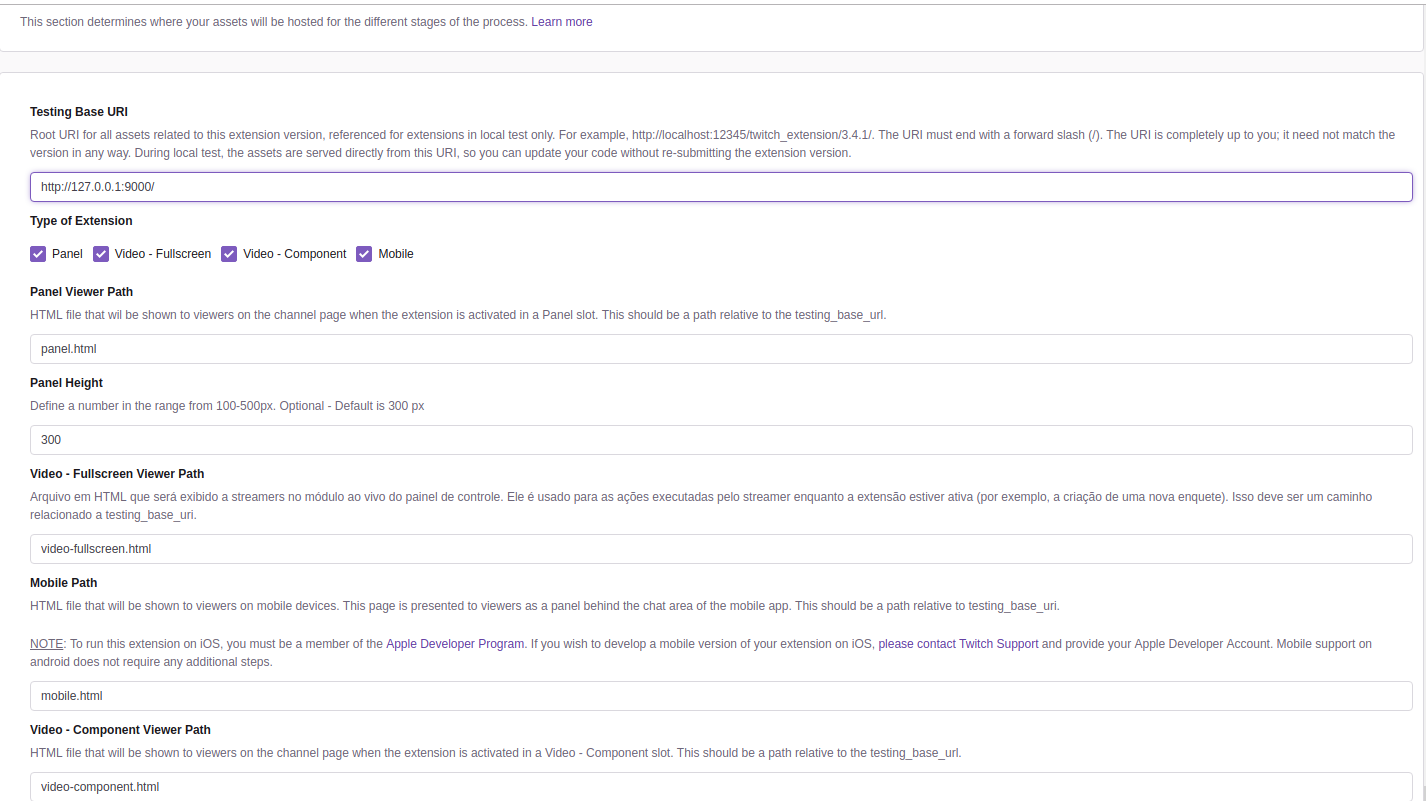 This section determines where your assets will be hosted for the different stages of the process. Learn more
Testing Base URI
Root URI for all assets related to this extension version, referenced for extensions in local test only. For example, http://localhost:12345/twitch_extension/3.4.1/. The URI must end with a forward slash (/). The URI is completely up to you; it need not match the
version in any way. During local test, the assets are served directly from this URI, so you can update your code without re-submitting the extension version.
http://127.0.0.1:9000/
Type of Extension
Panel Video - Fullscreen Video - Component Mobile
Panel Viewer Path
HTML file that wil be shown to viewers on the channel page when the extension is activated in a Panel slot. This should be a path relative to the testing_base_url.
panel.html
Panel Height
Define a number in the range from 100-500px. Optional - Default is 300 px
300
Video - Fullscreen Viewer Path
Arquivo em HTML que será exibido a streamers no módulo ao vivo do painel de controle. Ele é usado para as ações executadas pelo streamer enquanto a extensão estiver ativa (por exemplo, a criação de uma nova enquete). Isso deve ser um caminho
relacionado a testing_base_uri.
video-fullscreen.html
Mobile Path
HTML file that will be shown to viewers on mobile devices. This page is presented to viewers as a panel behind the chat area of the mobile app. This should be a path relative to testing_base_uri.
NOTE: To run this extension on iOS, you must be a member of the Apple Developer Program. If you wish to develop a mobile version of your extension on iOS, please contact Twitch Support and provide your Apple Developer Account. Mobile support on
android does not require any additional steps.
mobile.html
Video - Component Viewer Path
HTML file that will be shown to viewers on the channel page when the extension is activated in a Video - Component slot. This should be a path relative to the testing_base_url.
video-component.html